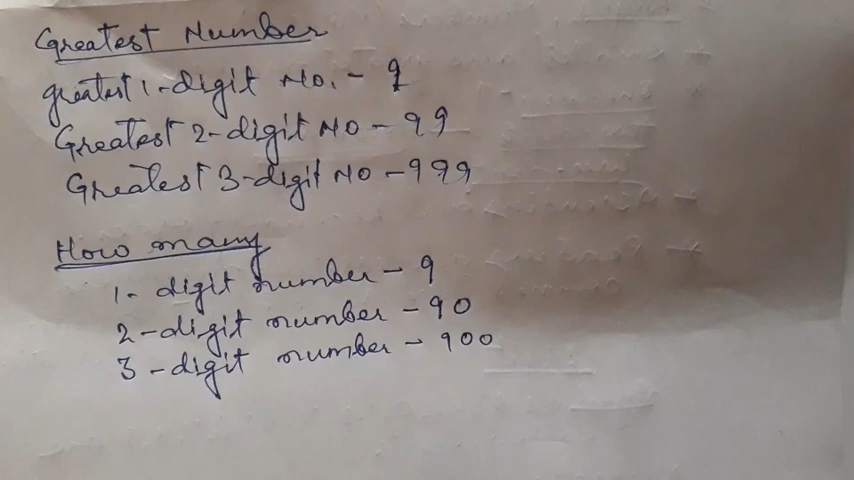 Greatest Number
greatest 1-digit No. - 9
Greatest 2-digit NO - 99
Greatest 3-digit NO - 999
How many
1- digit number - 9
2-digit number - 90
3-digit number - 900